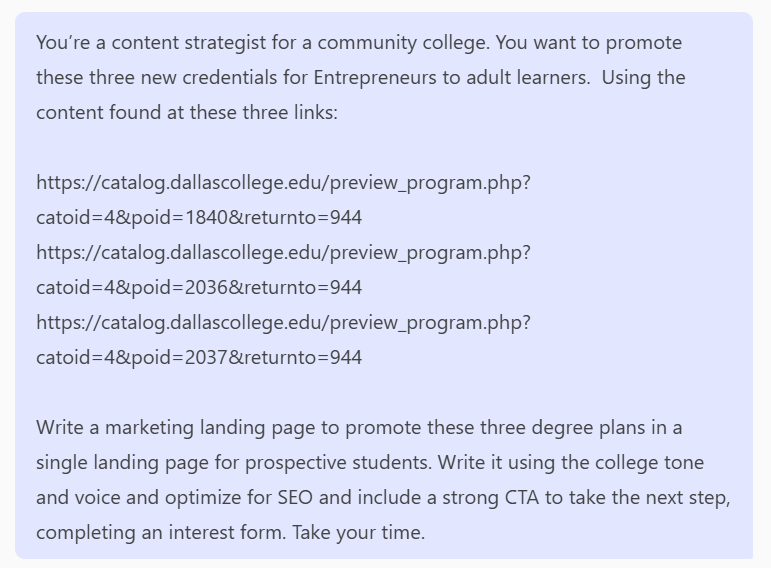 You’re a content strategist for a community college. You want to promote
these three new credentials for Entrepreneurs to adult learners.  Using the
content found at these three links:
https://catalog.dallascollege.edu/preview_program.php?
catoid=4&poid=1840&returnto=944
https://catalog.dallascollege.edu/preview_program.php?
catoid=4&poid=2036&returnto=944
https://catalog.dallascollege.edu/preview_program.php?
catoid=4&poid=2037&returnto=944
Write a marketing landing page to promote these three degree plans in a
single landing page for prospective students. Write it using the college tone
and voice and optimize for SEO and include a strong CTA to take the next step,
completing an interest form. Take your time.